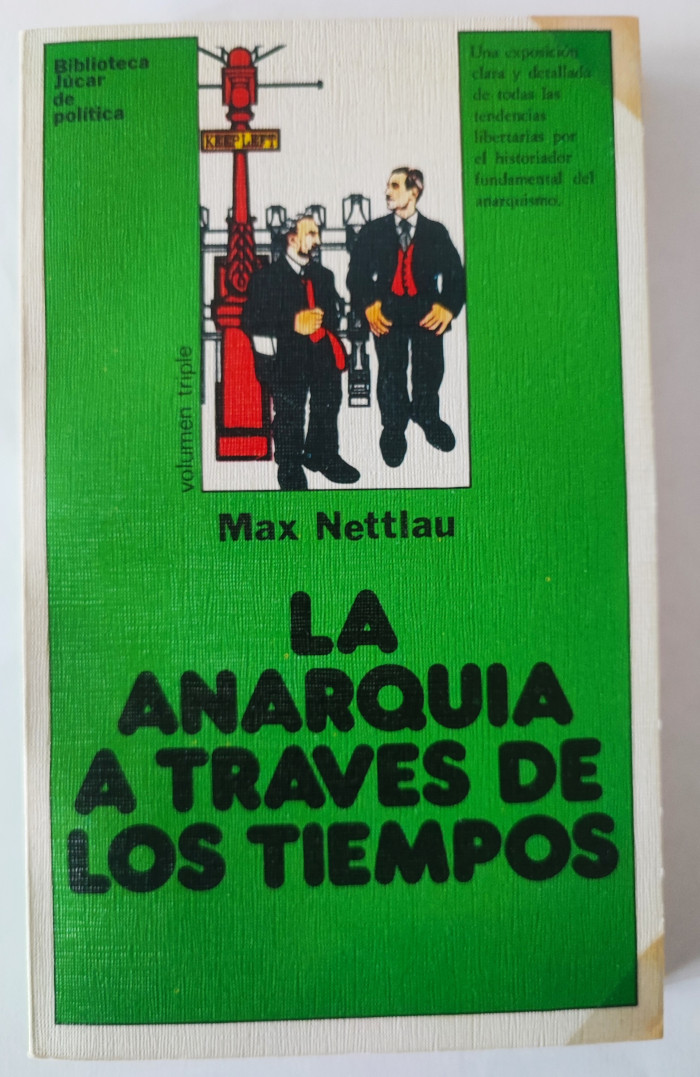 Biblioteca
Júcar
de
política
Una exposición
clara y detallada
de todas las
tendencias
libertarias por
el historiador
fundamental del
anarquismo.
KEEP LEFT
volumen triple
Max Nettlau
LA
ANARQUIA
A TRAVES DE
LOS TIEMPOS